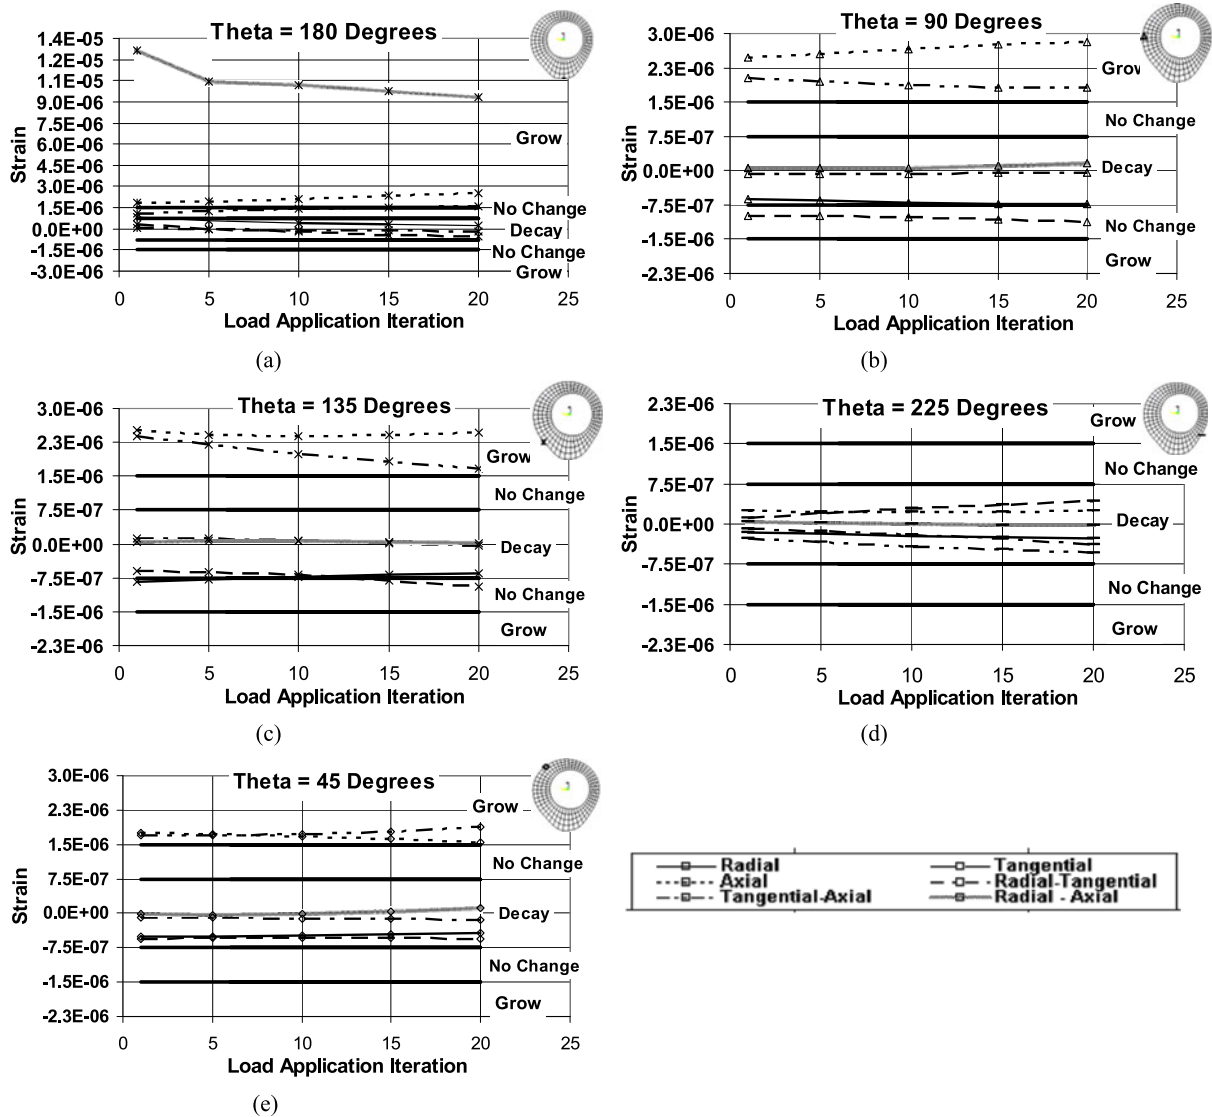 Theta = 180 Degrees
1.4E-05
1.2E-05
1.1E-05
9.0E-06
7.5E-06
6.0E-06
4.5E-06
3.0E-06
1.5E-06
0.0E+00
-1.5E-06
-3.0E-06
Strain
Grow
No Change
Decay
No Change
Grow
0 5 10 15 20 25
Load Application Iteration
(a)
Theta = 90 Degrees
3.0E-06
2.3E-06
1.5E-06
7.5E-07
0.0E+00
-7.5E-07
-1.5E-06
-2.3E-06
Strain
Grow
No Change
Decay
No Change
Grow
0 5 10 15 20 25
Load Application Iteration
(b)
Theta = 135 Degrees
3.0E-06
2.3E-06
1.5E-06
7.5E-07
0.0E+00
-7.5E-07
-1.5E-06
-2.3E-06
Strain
Grow
No Change
Decay
No Change
Grow
0 5 10 15 20 25
Load Application Iteration
(c)
Theta = 225 Degrees
2.3E-06
1.5E-06
7.5E-07
0.0E+00
-7.5E-07
-1.5E-06
-2.3E-06
Strain
Grow
No Change
Decay
No Change
Grow
0 5 10 15 20 25
Load Application Iteration
(d)
Theta = 45 Degrees
3.0E-06
2.3E-06
1.5E-06
7.5E-07
0.0E+00
-7.5E-07
-1.5E-06
-2.3E-06
Strain
Grow
No Change
Decay
No Change
Grow
0 5 10 15 20 25
Load Application Iteration
(e)
Radial Tangential
Axial Radial-Tangential
Tangential-Axial Radial - Axial